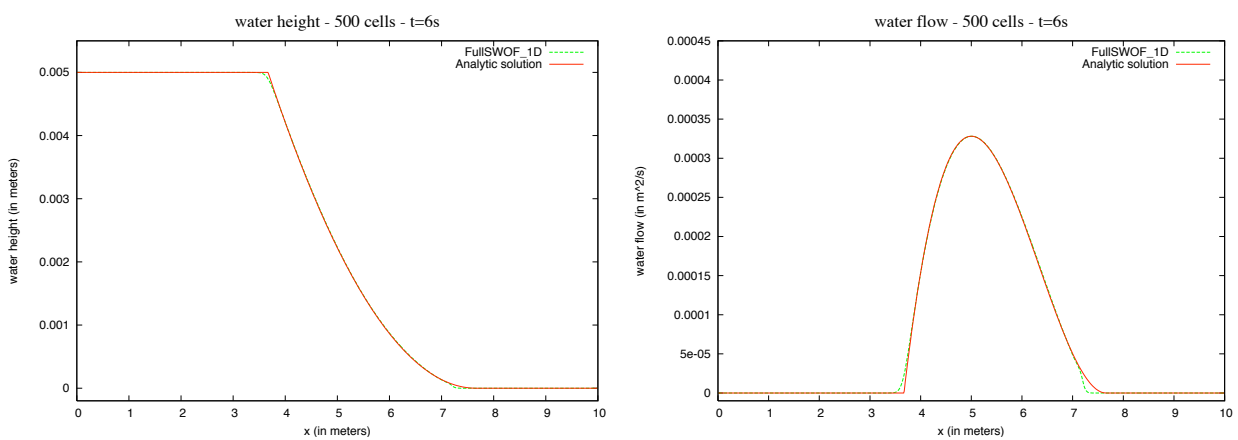 water height - 500 cells - t=6s
FullSWOF_1D
Analytic solution
0.005
0.004
0.003
0.002
0.001
0
water height (in meters)
0 1 2 3 4 5 6 7 8 9 10
x (in meters)
water flow - 500 cells - t=6s
0.00045
FullSWOF_1D
Analytic solution
0.0004
0.00035
0.0003
0.00025
0.0002
0.00015
0.0001
5e-05
0
water flow (in m^2/s)
0 1 2 3 4 5 6 7 8 9 10
x (in meters)